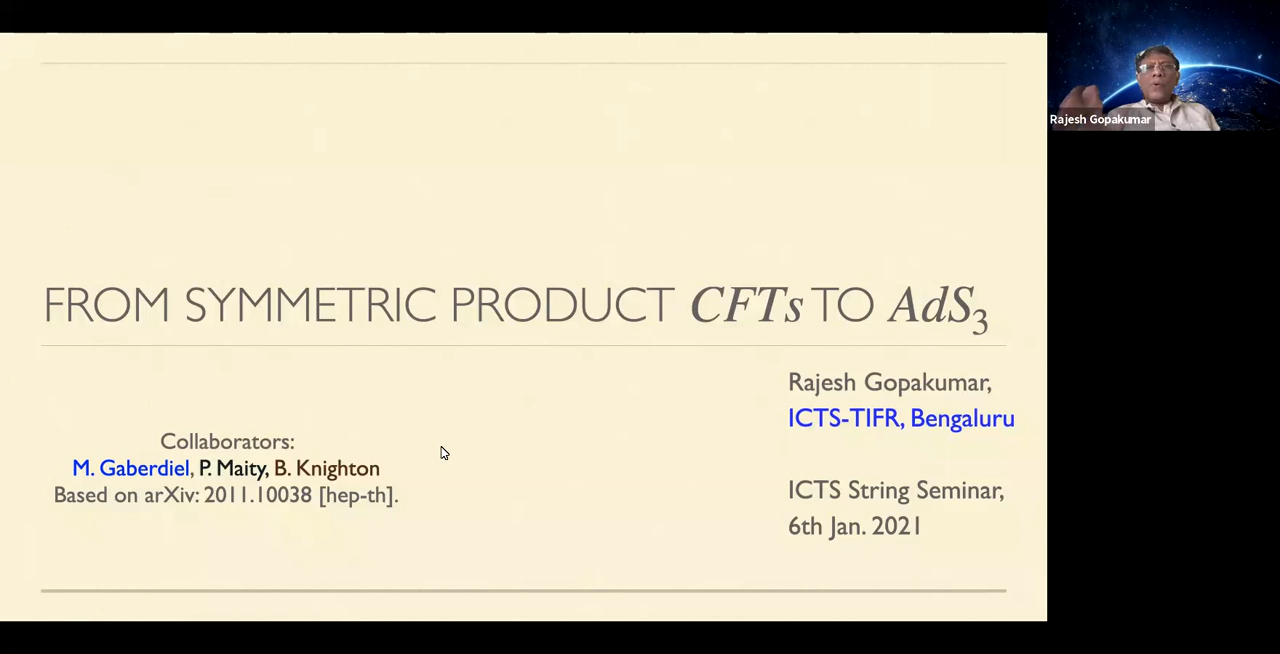 FROM SYMMETRIC PRODUCT CFTs TO AdS₃
Rajesh Gopakumar,
ICTS-TIFR, Bengaluru
Collaborators:
M. Gaberdiel, P. Maity, B. Knighton
Based on arXiv: 2011.10038 [hep-th].
ICTS String Seminar,
6th Jan. 2021
Rajesh Gopakumar